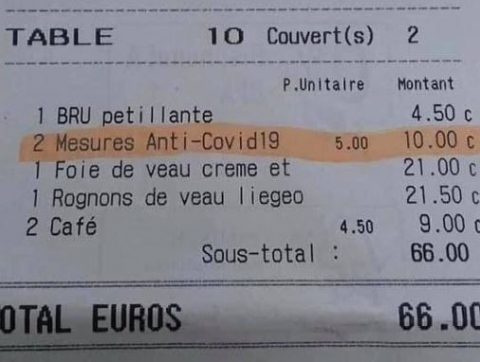 TABLE 10 Couvert(s) 2
P.Unitaire Montant
1 BRU petillante 4.50 c
2 Mesures Anti-Covid19 5.00 10.00 c
1 Foie de veau creme et 21.00 c
1 Rognons de veau liegeo 21.50 c
2 Café 4.50 9.00 c
Sous-total : 66.00
OTAL EUROS 66.00